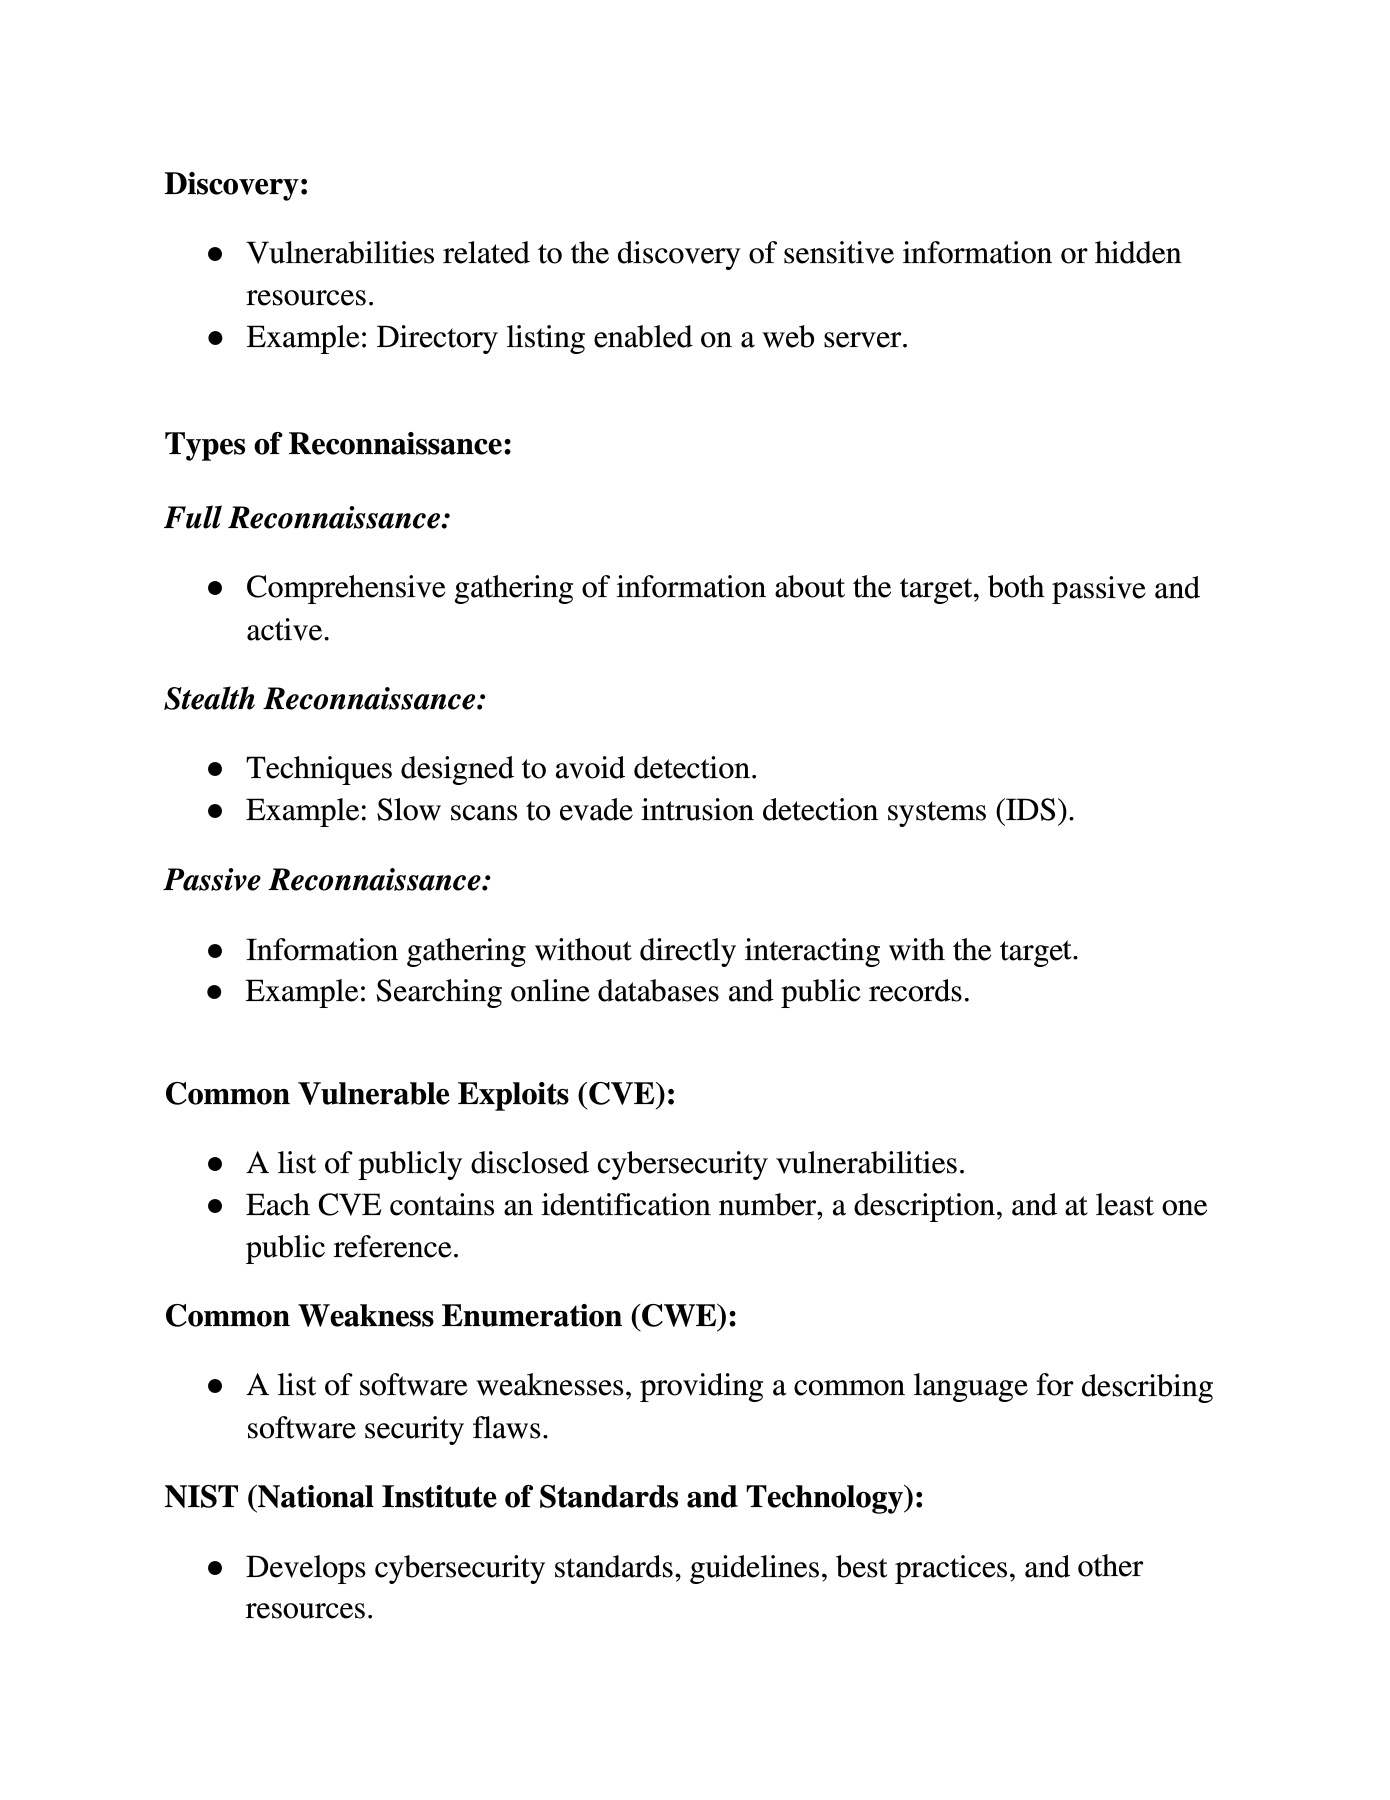 Discovery:
● Vulnerabilities related to the discovery of sensitive information or hidden
resources.
● Example: Directory listing enabled on a web server.
Types of Reconnaissance:
Full Reconnaissance:
● Comprehensive gathering of information about the target, both passive and
active.
Stealth Reconnaissance:
● Techniques designed to avoid detection.
● Example: Slow scans to evade intrusion detection systems (IDS).
Passive Reconnaissance:
● Information gathering without directly interacting with the target.
● Example: Searching online databases and public records.
Common Vulnerable Exploits (CVE):
● A list of publicly disclosed cybersecurity vulnerabilities.
● Each CVE contains an identification number, a description, and at least one
public reference.
Common Weakness Enumeration (CWE):
● A list of software weaknesses, providing a common language for describing
software security flaws.
NIST (National Institute of Standards and Technology):
● Develops cybersecurity standards, guidelines, best practices, and other
resources.